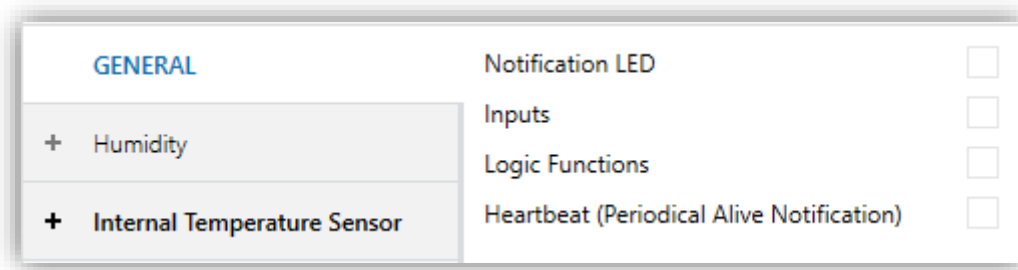 GENERAL
+ Humidity
+ Internal Temperature Sensor
Notification LED
Inputs
Logic Functions
Heartbeat (Periodical Alive Notification)